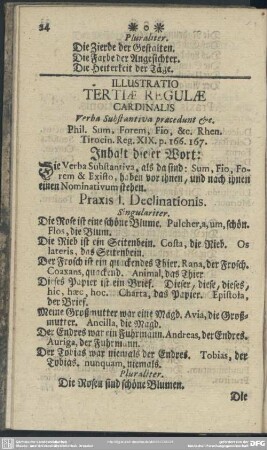 24
Pluraliter.
Die Zierde der Gestalten.
Die Farbe der Angesichter.
Die Heiterkeit der Tage.
ILLUSTRATIO
TERTIÆ REGULÆ
CARDINALIS
Verba Substantiva præcedunt &c.
Phil. Sum, Forem, Fio, &c. Rhen.
Tirocin. Reg. XIX. p. 166. 167.
Inhalt dieser Wort:
Die Verba Substantiva, als da sind: Sum, Fio, Fo-
rem & Existo, haben vor ihnen, und nach ihnen
einen Nominativum stehen.
Praxis I. Declinationis.
Singulariter.
Die Rose ist eine schöne Blume. Pulcher, a, um, schön.
Flos, die Blum.
Die Rieb ist ein Seitenbein. Costa, die Rieb. Os
lateris, das Seitenbein.
Der Frosch ist ein quackendes Thier. Rana, der Frosch.
Coaxans, quackend. Animal, das Thier
Dieses Papier ist ein Brief. Dieser, diese, dieses,
hic, hæc, hoc. Charta, das Papier. Epistola,
der Brief.
Meine Großmutter war eine Magd. Avia, die Groß-
mutter. Ancilla, die Magd.
Der Endres war ein Fuhrmann. Andreas, der Endres.
Auriga, der Fuhrmann.
Der Tobias war niemals der Endres. Tobias, der
Tobias. nunquam, niemals.
Pluraliter.
Die Rosen sind schöne Blumen.
Die